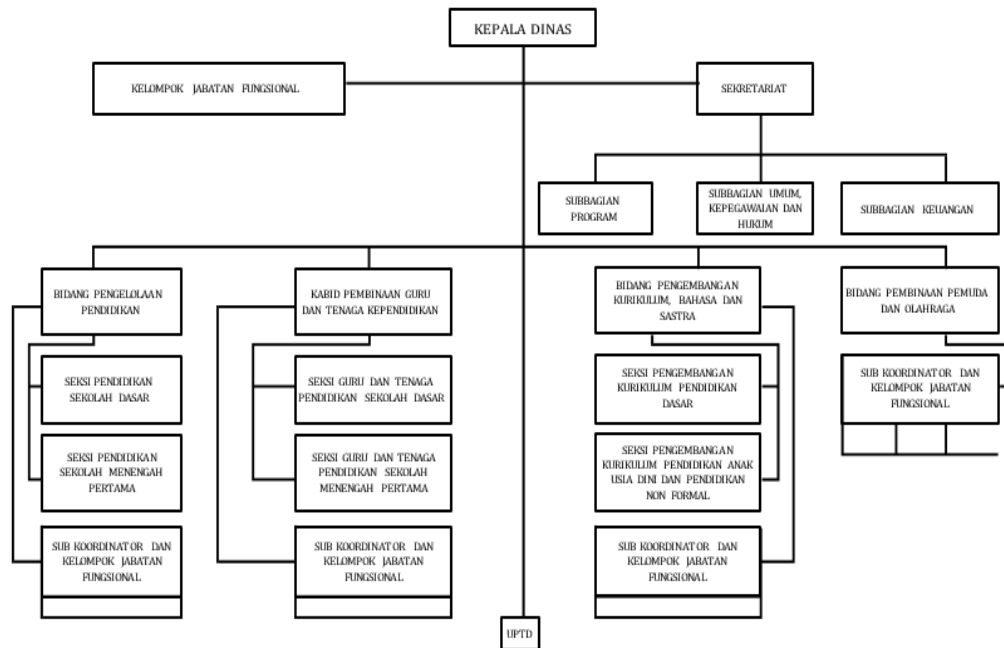 KEPALA DINAS
KELOMPOK JABATAN FUNGSIONAL
SEKRETARIAT
SUBBAGIAN
PROGRAM
SUBBAGIAN UMUM,
KEPEGAWAIAN DAN
HUKUM
SUBBAGIAN KEUANGAN
BIDANG PENGELOLAAN
PENDIDIKAN
KABID PEMBINAAN GURU
DAN TENAGA KEPENDIDIKAN
BIDANG PENGEMBANGAN
KURIKULUM, BAHASA DAN
SASTRA
BIDANG PEMBINAAN PEMUDA
DAN OLAHRAGA
SEKSI PENDIDIKAN
SEKOLAH DASAR
SEKSI GURU DAN TENAGA
PENDIDIKAN SEKOLAH DASAR
SEKSI PENGEMBANGAN
KURIKULUM PENDIDIKAN
DASAR
SUB KOORDINATOR DAN
KELOMPOK JABATAN
FUNGSIONAL
SEKSI PENDIDIKAN
SEKOLAH MENENGAH
PERTAMA
SEKSI GURU DAN TENAGA
PENDIDIKAN SEKOLAH
MENENGAH PERTAMA
SEKSI PENGEMBANGAN
KURIKULUM PENDIDIKAN ANAK
USIA DINI DAN PENDIDIKAN
NON FORMAL
SUB KOORDINATOR DAN
KELOMPOK JABATAN
FUNGSIONAL
SUB KOORDINATOR DAN
KELOMPOK JABATAN
FUNGSIONAL
SUB KOORDINATOR DAN
KELOMPOK JABATAN
FUNGSIONAL
UPTD